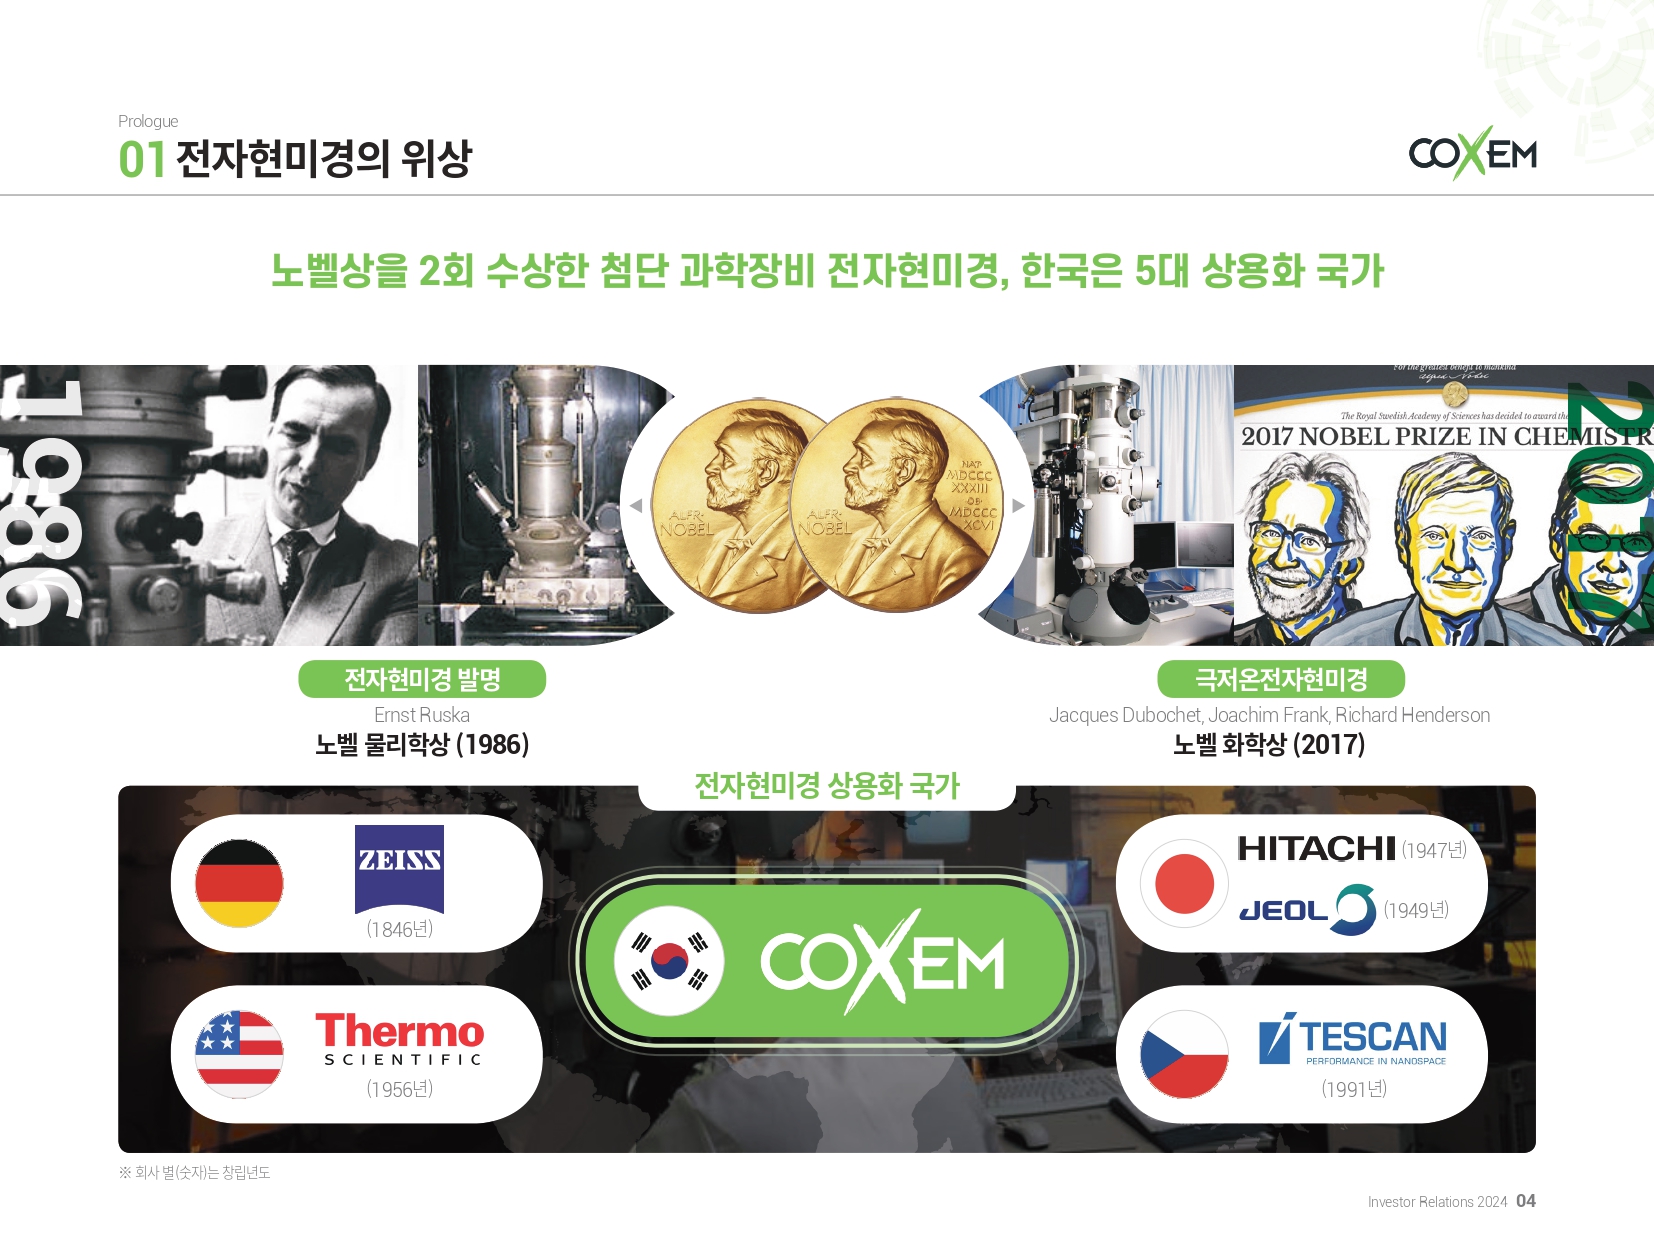 Prologue
01 전자현미경의 위상
COXEM
노벨상을 2회 수상한 첨단 과학장비 전자현미경, 한국은 5대 상용화 국가
1986
ALFR·
NOBEL
ALFR·
NOBEL
NAT·
MDCCC
XXXIII
OB·
MDCCC
XCVI
For the greatest benefit to mankind
Alfred Nobel
The Royal Swedish Academy of Sciences has decided to award the
2017 NOBEL PRIZE IN CHEMISTR
2017
전자현미경 발명
Ernst Ruska
노벨 물리학상 (1986)
극저온전자현미경
Jacques Dubochet, Joachim Frank, Richard Henderson
노벨 화학상 (2017)
전자현미경 상용화 국가
ZEISS
(1846년)
Thermo
SCIENTIFIC
(1956년)
COXEM
HITACHI (1947년)
JEOL (1949년)
TESCAN
PERFORMANCE IN NANOSPACE
(1991년)
※ 회사 별(숫자)는 창립년도
Investor Relations 2024 04